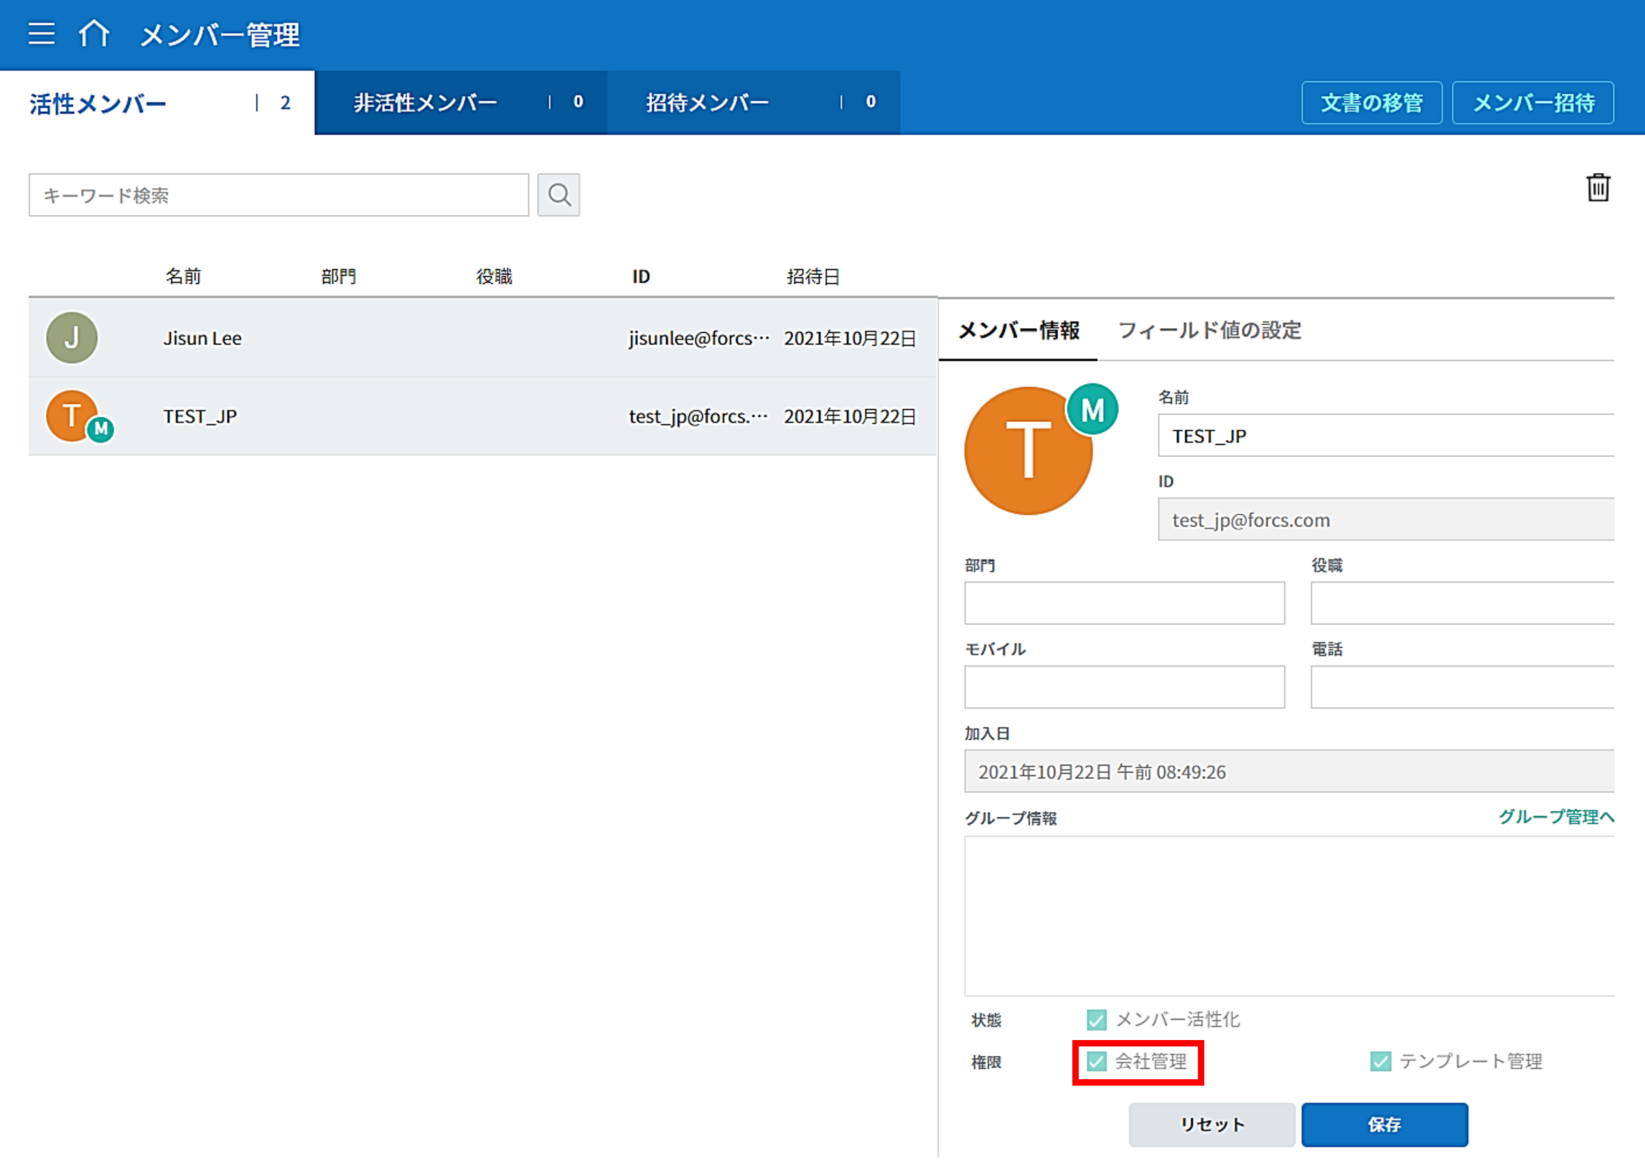 メンバー管理
活性メンバー | 2
非活性メンバー | 0
招待メンバー | 0
文書の移管
メンバー招待
キーワード検索
名前 部門 役職 ID 招待日
J Jisun Lee jisunlee@forcs··· 2021年10月22日
T M TEST_JP test_jp@forcs.··· 2021年10月22日
メンバー情報 フィールド値の設定
T M
名前
TEST_JP
ID
test_jp@forcs.com
部門 役職
モバイル 電話
加入日
2021年10月22日 午前 08:49:26
グループ情報 グループ管理へ
状態 メンバー活性化
権限 会社管理 テンプレート管理
リセット 保存